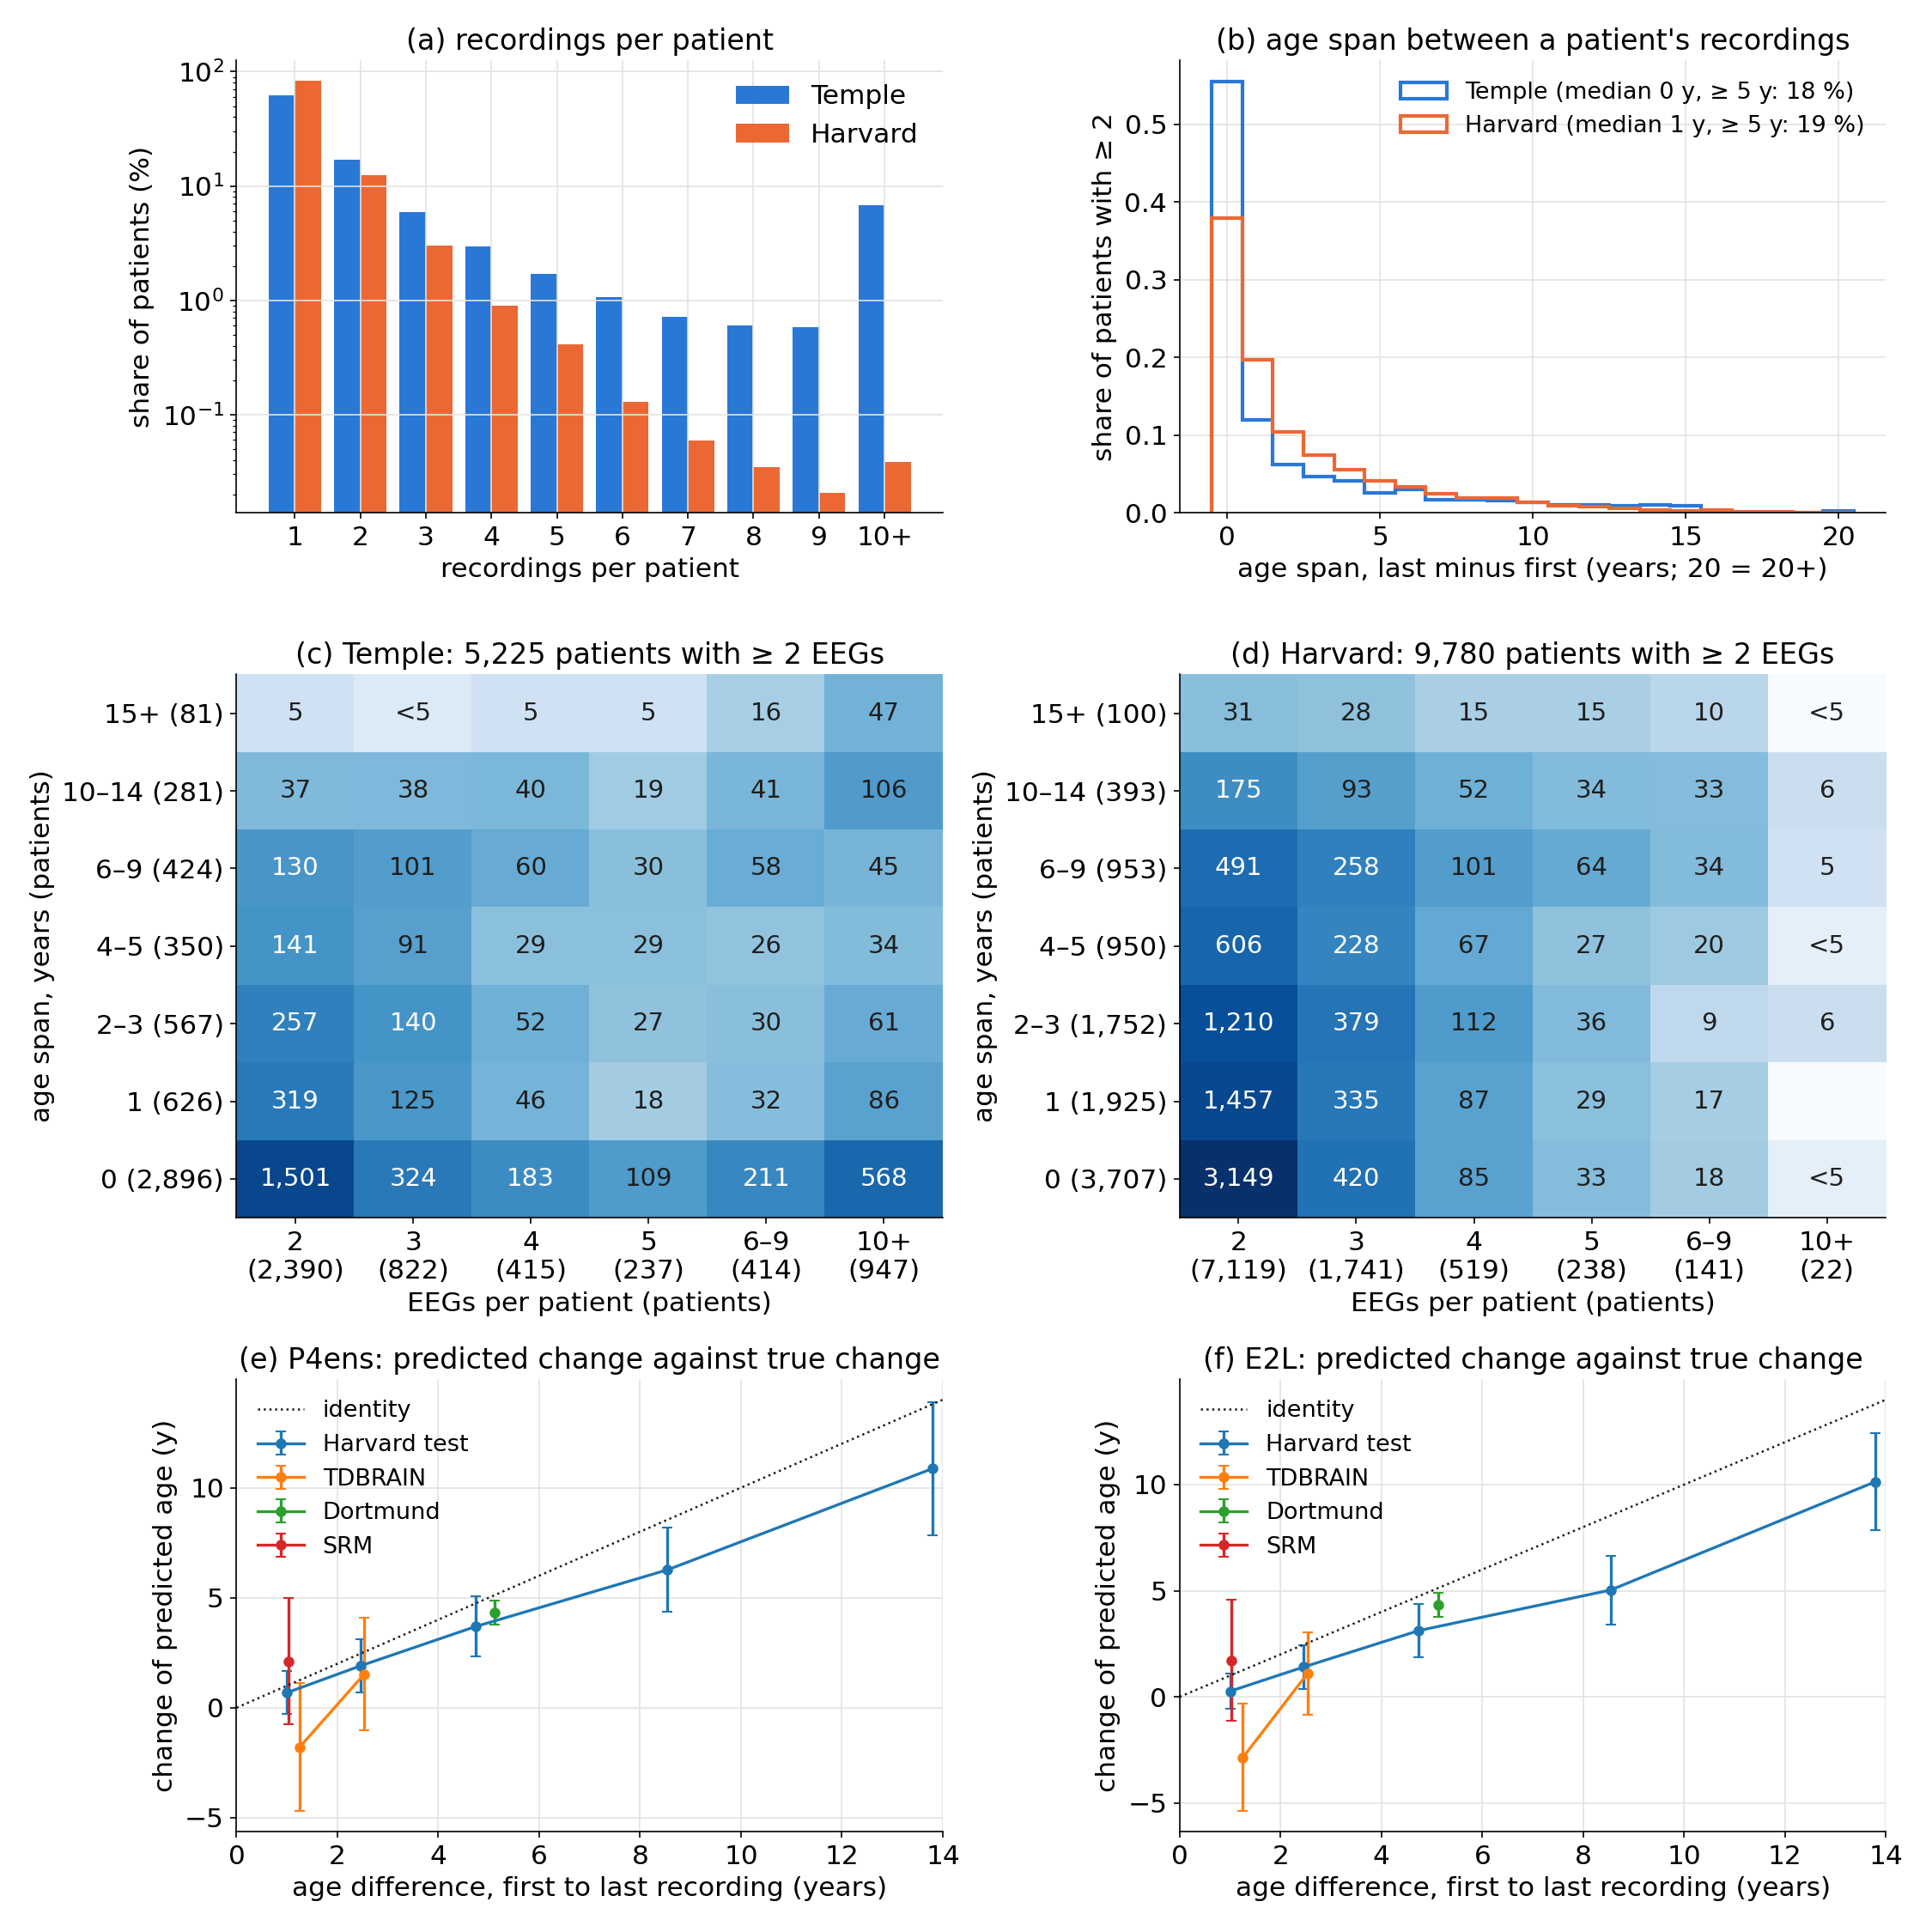 (a) recordings per patient
10²
10¹
10⁰
10⁻¹
share of patients (%)
Temple
Harvard
1 2 3 4 5 6 7 8 9 10+
recordings per patient
(b) age span between a patient's recordings
0.5
0.4
0.3
0.2
0.1
0.0
share of patients with ≥ 2
Temple (median 0 y, ≥ 5 y: 18 %)
Harvard (median 1 y, ≥ 5 y: 19 %)
0 5 10 15 20
age span, last minus first (years; 20 = 20+)
(c) Temple: 5,225 patients with ≥ 2 EEGs
age span, years (patients)
15+ (81) 5 <5 5 5 16 47
10–14 (281) 37 38 40 19 41 106
6–9 (424) 130 101 60 30 58 45
4–5 (350) 141 91 29 29 26 34
2–3 (567) 257 140 52 27 30 61
1 (626) 319 125 46 18 32 86
0 (2,896) 1,501 324 183 109 211 568
2 3 4 5 6–9 10+
(2,390) (822) (415) (237) (414) (947)
EEGs per patient (patients)
(d) Harvard: 9,780 patients with ≥ 2 EEGs
age span, years (patients)
15+ (100) 31 28 15 15 10 <5
10–14 (393) 175 93 52 34 33 6
6–9 (953) 491 258 101 64 34 5
4–5 (950) 606 228 67 27 20 <5
2–3 (1,752) 1,210 379 112 36 9 6
1 (1,925) 1,457 335 87 29 17
0 (3,707) 3,149 420 85 33 18 <5
2 3 4 5 6–9 10+
(7,119) (1,741) (519) (238) (141) (22)
EEGs per patient (patients)
(e) P4ens: predicted change against true change
change of predicted age (y)
10
5
0
−5
identity
Harvard test
TDBRAIN
Dortmund
SRM
0 2 4 6 8 10 12 14
age difference, first to last recording (years)
(f) E2L: predicted change against true change
change of predicted age (y)
10
5
0
−5
identity
Harvard test
TDBRAIN
Dortmund
SRM
0 2 4 6 8 10 12 14
age difference, first to last recording (years)